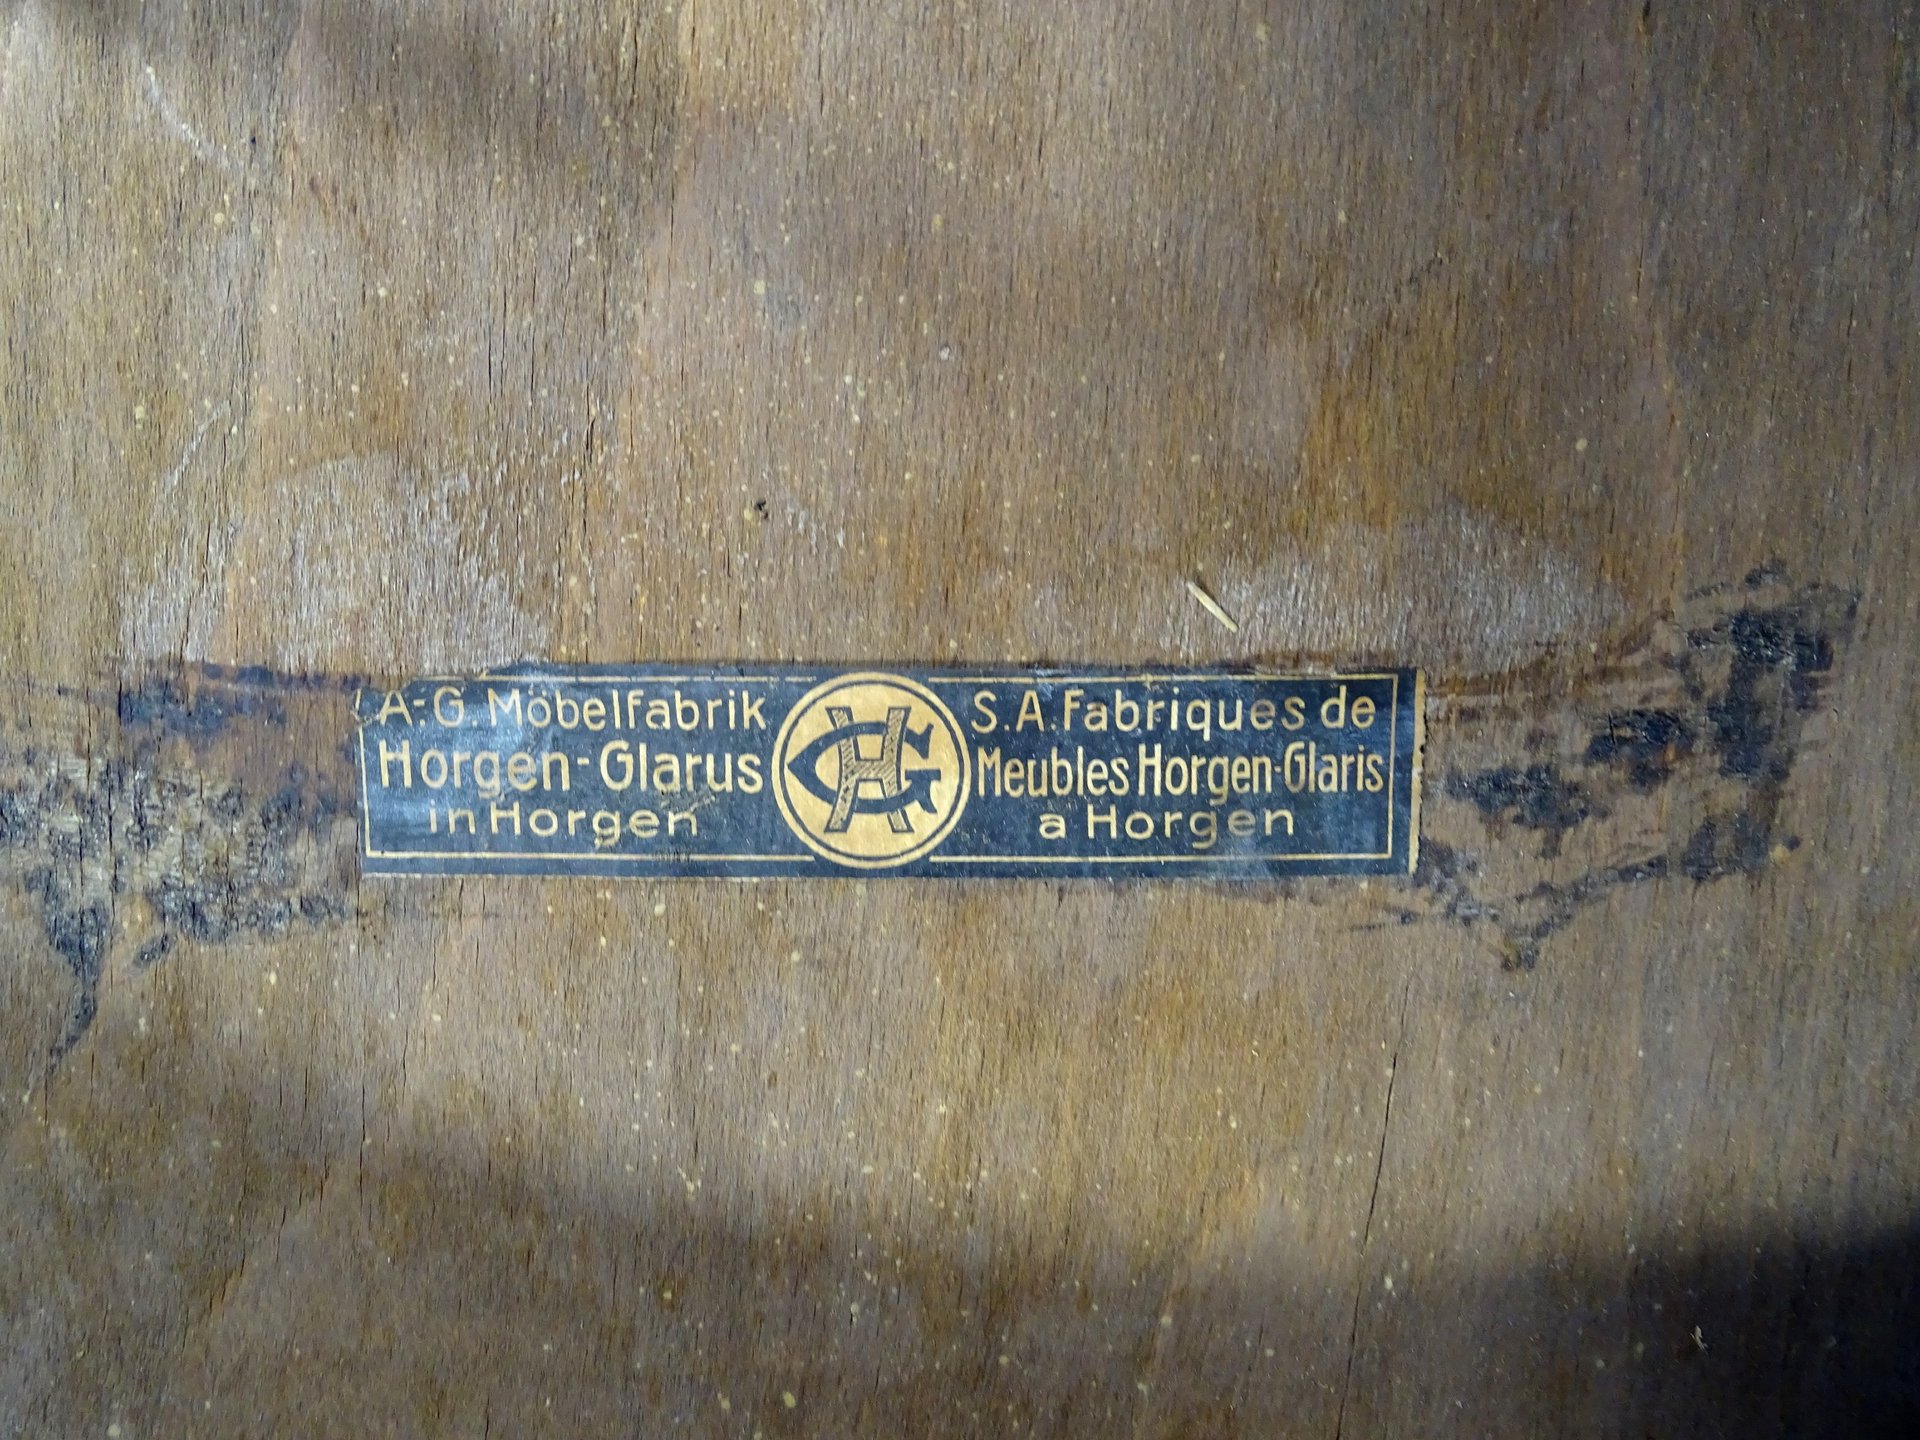 A.-G. Möbelfabrik
Horgen-Glarus
in Horgen
HG
S.A. Fabriques de
Meubles Horgen-Glaris
a Horgen